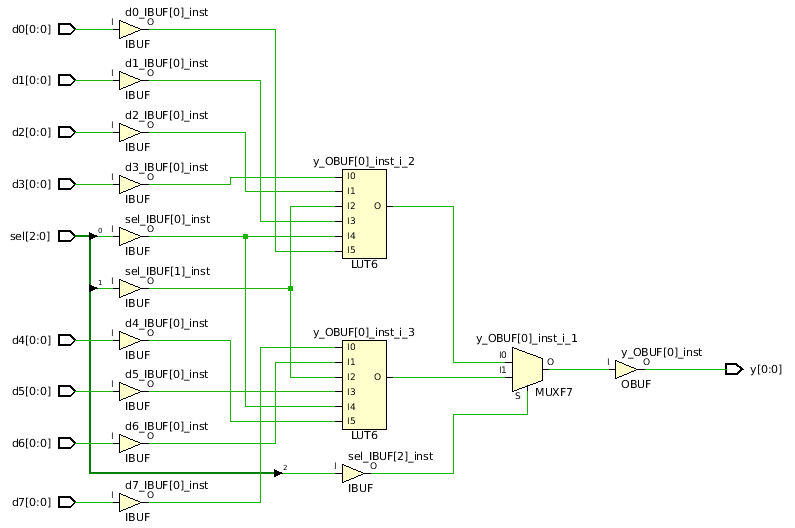 d0_IBUF[0]_inst
d0[0:0] I O
IBUF
d1_IBUF[0]_inst
d1[0:0] I O
IBUF
d2_IBUF[0]_inst
d2[0:0] I O
IBUF
y_OBUF[0]_inst_i_2
d3_IBUF[0]_inst
d3[0:0] I O
IBUF
I0
I1
I2 O
I3
I4
I5
LUT6
sel_IBUF[0]_inst
sel[2:0] 0 I O
IBUF
sel_IBUF[1]_inst
1 I O
IBUF
d4_IBUF[0]_inst
d4[0:0] I O
IBUF
y_OBUF[0]_inst_i_3
I0
I1
I2 O
I3
I4
I5
LUT6
y_OBUF[0]_inst_i_1
I0
I1 O
S
MUXF7
y_OBUF[0]_inst
I O y[0:0]
OBUF
d5_IBUF[0]_inst
d5[0:0] I O
IBUF
d6_IBUF[0]_inst
d6[0:0] I O
IBUF
sel_IBUF[2]_inst
2 I O
IBUF
d7_IBUF[0]_inst
d7[0:0] I O
IBUF